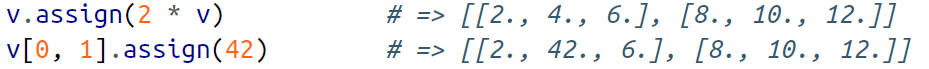 v.assign(2 * v)           # => [[2., 4., 6.], [8., 10., 12.]]
v[0, 1].assign(42)        # => [[2., 42., 6.], [8., 10., 12.]]